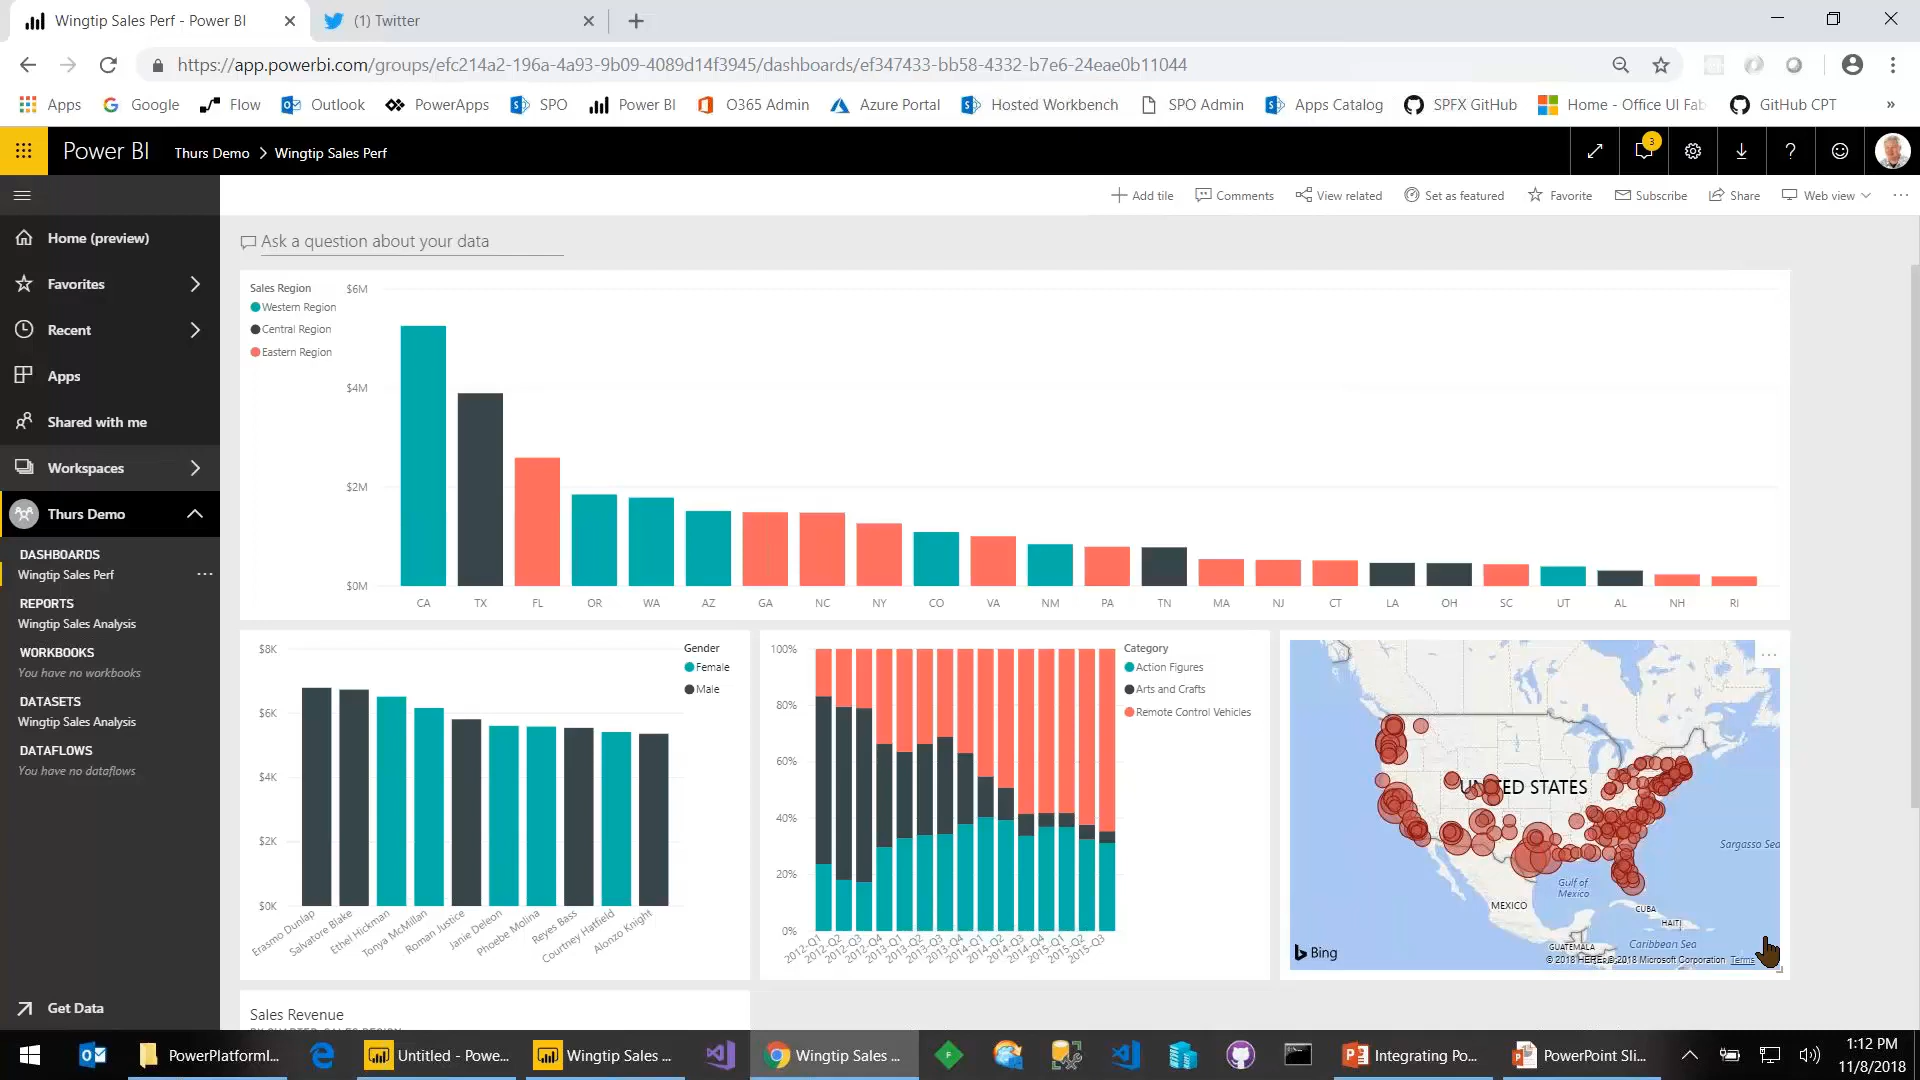 Wingtip Sales Perf - Power BI
(1) Twitter
https://app.powerbi.com/groups/efc214a2-196a-4a93-9b09-4089d14f3945/dashboards/ef347433-bb58-4332-b7e6-24eae0b11044
Apps Google Flow Outlook PowerApps SPO Power BI O365 Admin Azure Portal Hosted Workbench SPO Admin Apps Catalog SPFX GitHub Home - Office UI Fab GitHub CPT »
Power BI Thurs Demo > Wingtip Sales Perf 3
Add tile Comments View related Set as featured Favorite Subscribe Share Web view
Home (preview)
Favorites
Recent
Apps
Shared with me
Workspaces
Thurs Demo
DASHBOARDS
Wingtip Sales Perf
REPORTS
Wingtip Sales Analysis
WORKBOOKS
You have no workbooks
DATASETS
Wingtip Sales Analysis
DATAFLOWS
You have no dataflows
Get Data
Ask a question about your data
Sales Region
Western Region
Central Region
Eastern Region
$6M
$4M
$2M
$0M
CA TX FL OR WA AZ GA NC NY CO VA NM PA TN MA NJ CT LA OH SC UT AL NH RI
$8K
$6K
$4K
$2K
$0K
Gender
Female
Male
Erasmo Dunlap
Salvatore Blake
Ethel Hickman
Tonya McMillan
Roman Justice
Janie Deleon
Phoebe Molina
Reyes Bass
Courtney Hatfield
Alonzo Knight
100%
80%
60%
40%
20%
0%
Category
Action Figures
Arts and Crafts
Remote Control Vehicles
2012-Q1
2012-Q2
2012-Q3
2012-Q4
2013-Q1
2013-Q2
2013-Q3
2013-Q4
2014-Q1
2014-Q2
2014-Q3
2014-Q4
2015-Q1
2015-Q2
2015-Q3
UNITED STATES
Sargasso Sea
Gulf of
Mexico
MEXICO
CUBA
HAITI
GUATEMALA
Caribbean Sea
Bing
© 2018 HERE, © 2018 Microsoft Corporation Terms
Sales Revenue
PowerPlatformI...
Untitled - Powe...
Wingtip Sales ...
Wingtip Sales ...
Integrating Po...
PowerPoint Sli...
1:12 PM
11/8/2018